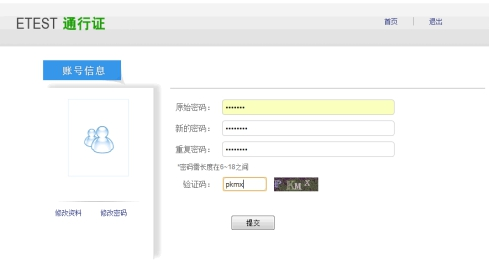 ETEST 通行证
首页 | 退出
账号信息
原始密码： •••••••
新的密码： ••••••••
重复密码： ••••••••
*密码需长度在6~18之间
验证码： pkmx P KM X
修改资料 修改密码
提交